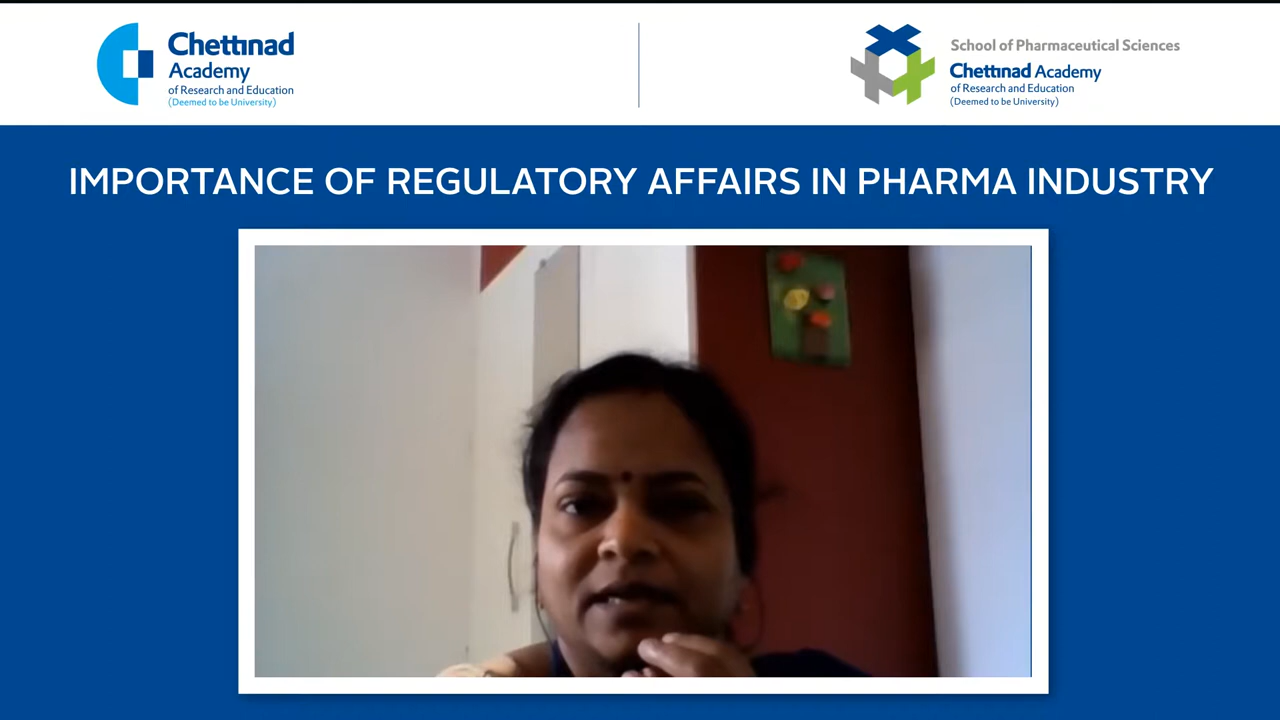 Chettinad
Academy
of Research and Education
(Deemed to be University)
School of Pharmaceutical Sciences
Chettinad Academy
of Research and Education
(Deemed to be University)
IMPORTANCE OF REGULATORY AFFAIRS IN PHARMA INDUSTRY